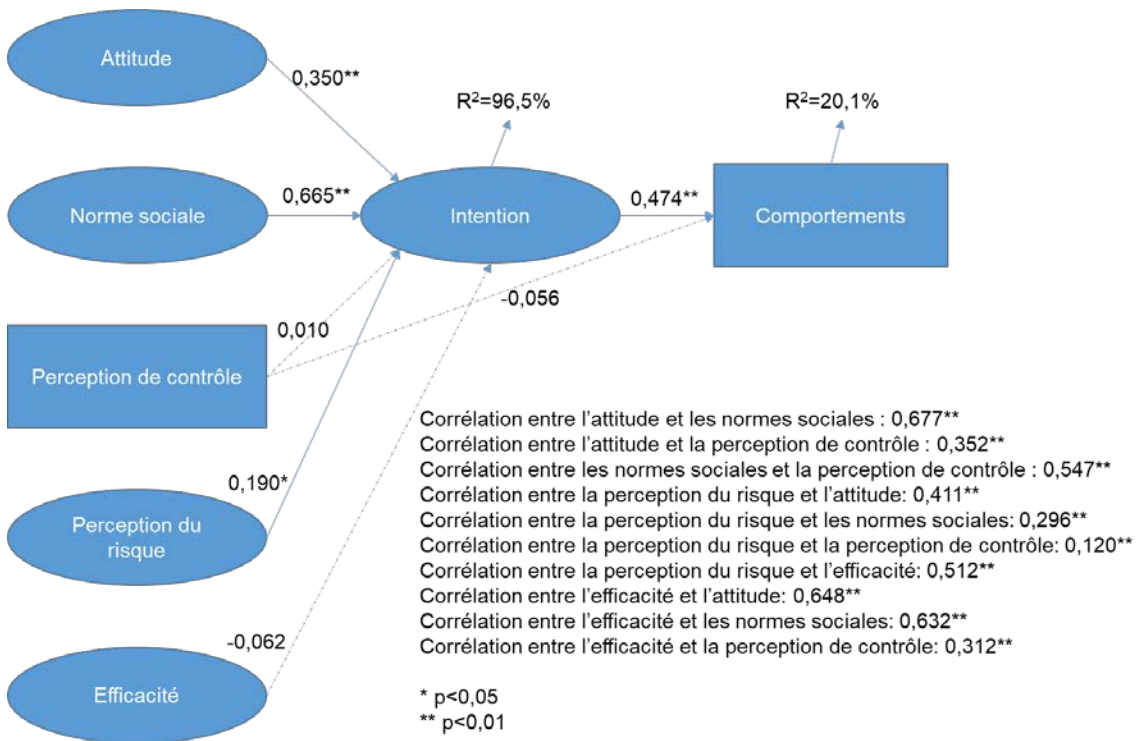 Attitude
0,350**
R²=96,5%
R²=20,1%
Norme sociale
0,665**
Intention
0,474**
Comportements
-0,056
0,010
Perception de contrôle
0,190*
Perception du
risque
-0,062
Efficacité
Corrélation entre l'attitude et les normes sociales : 0,677**
Corrélation entre l'attitude et la perception de contrôle : 0,352**
Corrélation entre les normes sociales et la perception de contrôle : 0,547**
Corrélation entre la perception du risque et l'attitude: 0,411**
Corrélation entre la perception du risque et les normes sociales: 0,296**
Corrélation entre la perception du risque et la perception de contrôle: 0,120**
Corrélation entre la perception du risque et l'efficacité: 0,512**
Corrélation entre l'efficacité et l'attitude: 0,648**
Corrélation entre l'efficacité et les normes sociales: 0,632**
Corrélation entre l'efficacité et la perception de contrôle: 0,312**
* p<0,05
** p<0,01